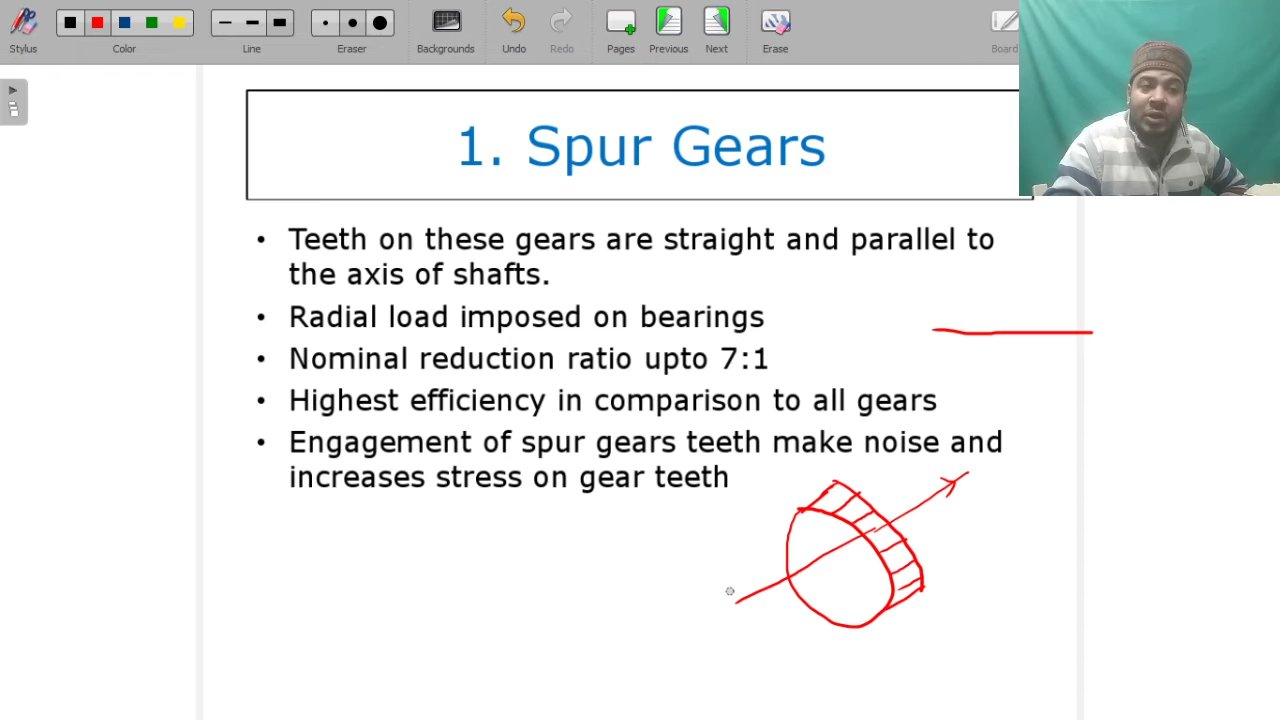 Stylus
Color
Line
Eraser
Backgrounds
Undo
Redo
Pages
Previous
Next
Erase
Board
1. Spur Gears
• Teeth on these gears are straight and parallel to
the axis of shafts.
• Radial load imposed on bearings
• Nominal reduction ratio upto 7:1
• Highest efficiency in comparison to all gears
• Engagement of spur gears teeth make noise and
increases stress on gear teeth